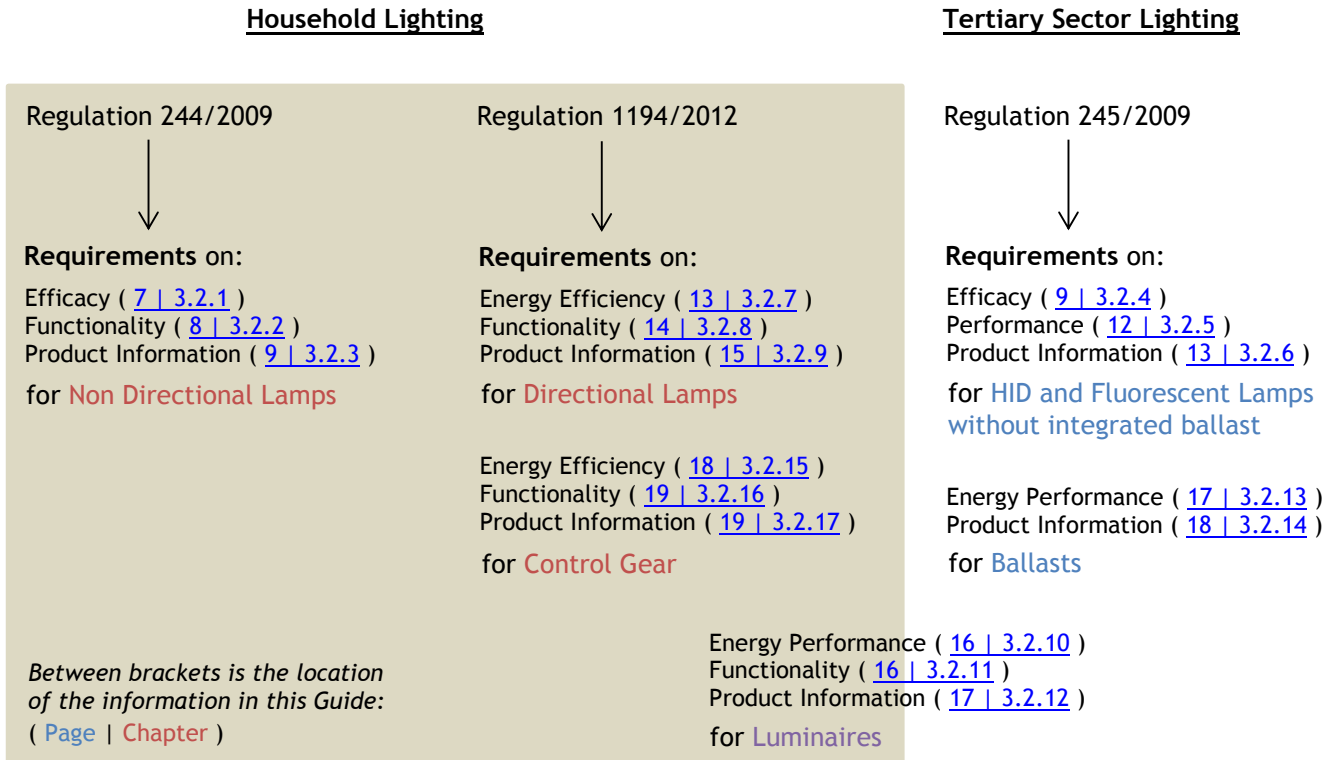 Household Lighting
Tertiary Sector Lighting
Regulation 244/2009
Requirements on:
Efficacy ( 7 | 3.2.1 )
Functionality ( 8 | 3.2.2 )
Product Information ( 9 | 3.2.3 )
for Non Directional Lamps
Regulation 1194/2012
Requirements on:
Energy Efficiency ( 13 | 3.2.7 )
Functionality ( 14 | 3.2.8 )
Product Information ( 15 | 3.2.9 )
for Directional Lamps
Energy Efficiency ( 18 | 3.2.15 )
Functionality ( 19 | 3.2.16 )
Product Information ( 19 | 3.2.17 )
for Control Gear
Regulation 245/2009
Requirements on:
Efficacy ( 9 | 3.2.4 )
Performance ( 12 | 3.2.5 )
Product Information ( 13 | 3.2.6 )
for HID and Fluorescent Lamps
without integrated ballast
Energy Performance ( 17 | 3.2.13 )
Product Information ( 18 | 3.2.14 )
for Ballasts
Energy Performance ( 16 | 3.2.10 )
Functionality ( 16 | 3.2.11 )
Product Information ( 17 | 3.2.12 )
for Luminaires
Between brackets is the location
of the information in this Guide:
( Page | Chapter )